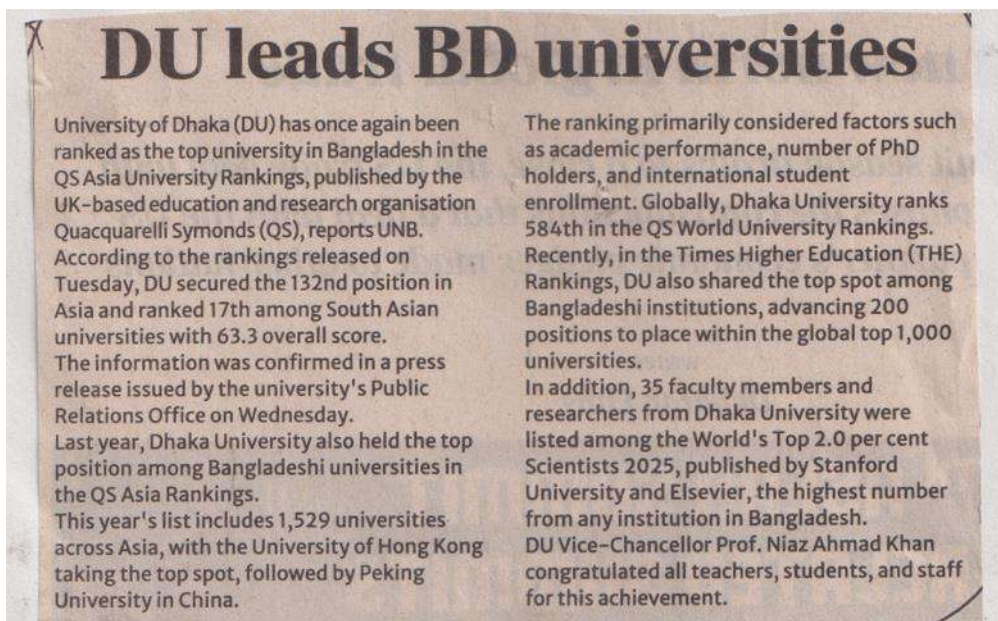 DU leads BD universities
University of Dhaka (DU) has once again been
ranked as the top university in Bangladesh in the
QS Asia University Rankings, published by the
UK-based education and research organisation
Quacquarelli Symonds (QS), reports UNB.
According to the rankings released on
Tuesday, DU secured the 132nd position in
Asia and ranked 17th among South Asian
universities with 63.3 overall score.
The information was confirmed in a press
release issued by the university's Public
Relations Office on Wednesday.
Last year, Dhaka University also held the top
position among Bangladeshi universities in
the QS Asia Rankings.
This year's list includes 1,529 universities
across Asia, with the University of Hong Kong
taking the top spot, followed by Peking
University in China.
The ranking primarily considered factors such
as academic performance, number of PhD
holders, and international student
enrollment. Globally, Dhaka University ranks
584th in the QS World University Rankings.
Recently, in the Times Higher Education (THE)
Rankings, DU also shared the top spot among
Bangladeshi institutions, advancing 200
positions to place within the global top 1,000
universities.
In addition, 35 faculty members and
researchers from Dhaka University were
listed among the World's Top 2.0 per cent
Scientists 2025, published by Stanford
University and Elsevier, the highest number
from any institution in Bangladesh.
DU Vice-Chancellor Prof. Niaz Ahmad Khan
congratulated all teachers, students, and staff
for this achievement.